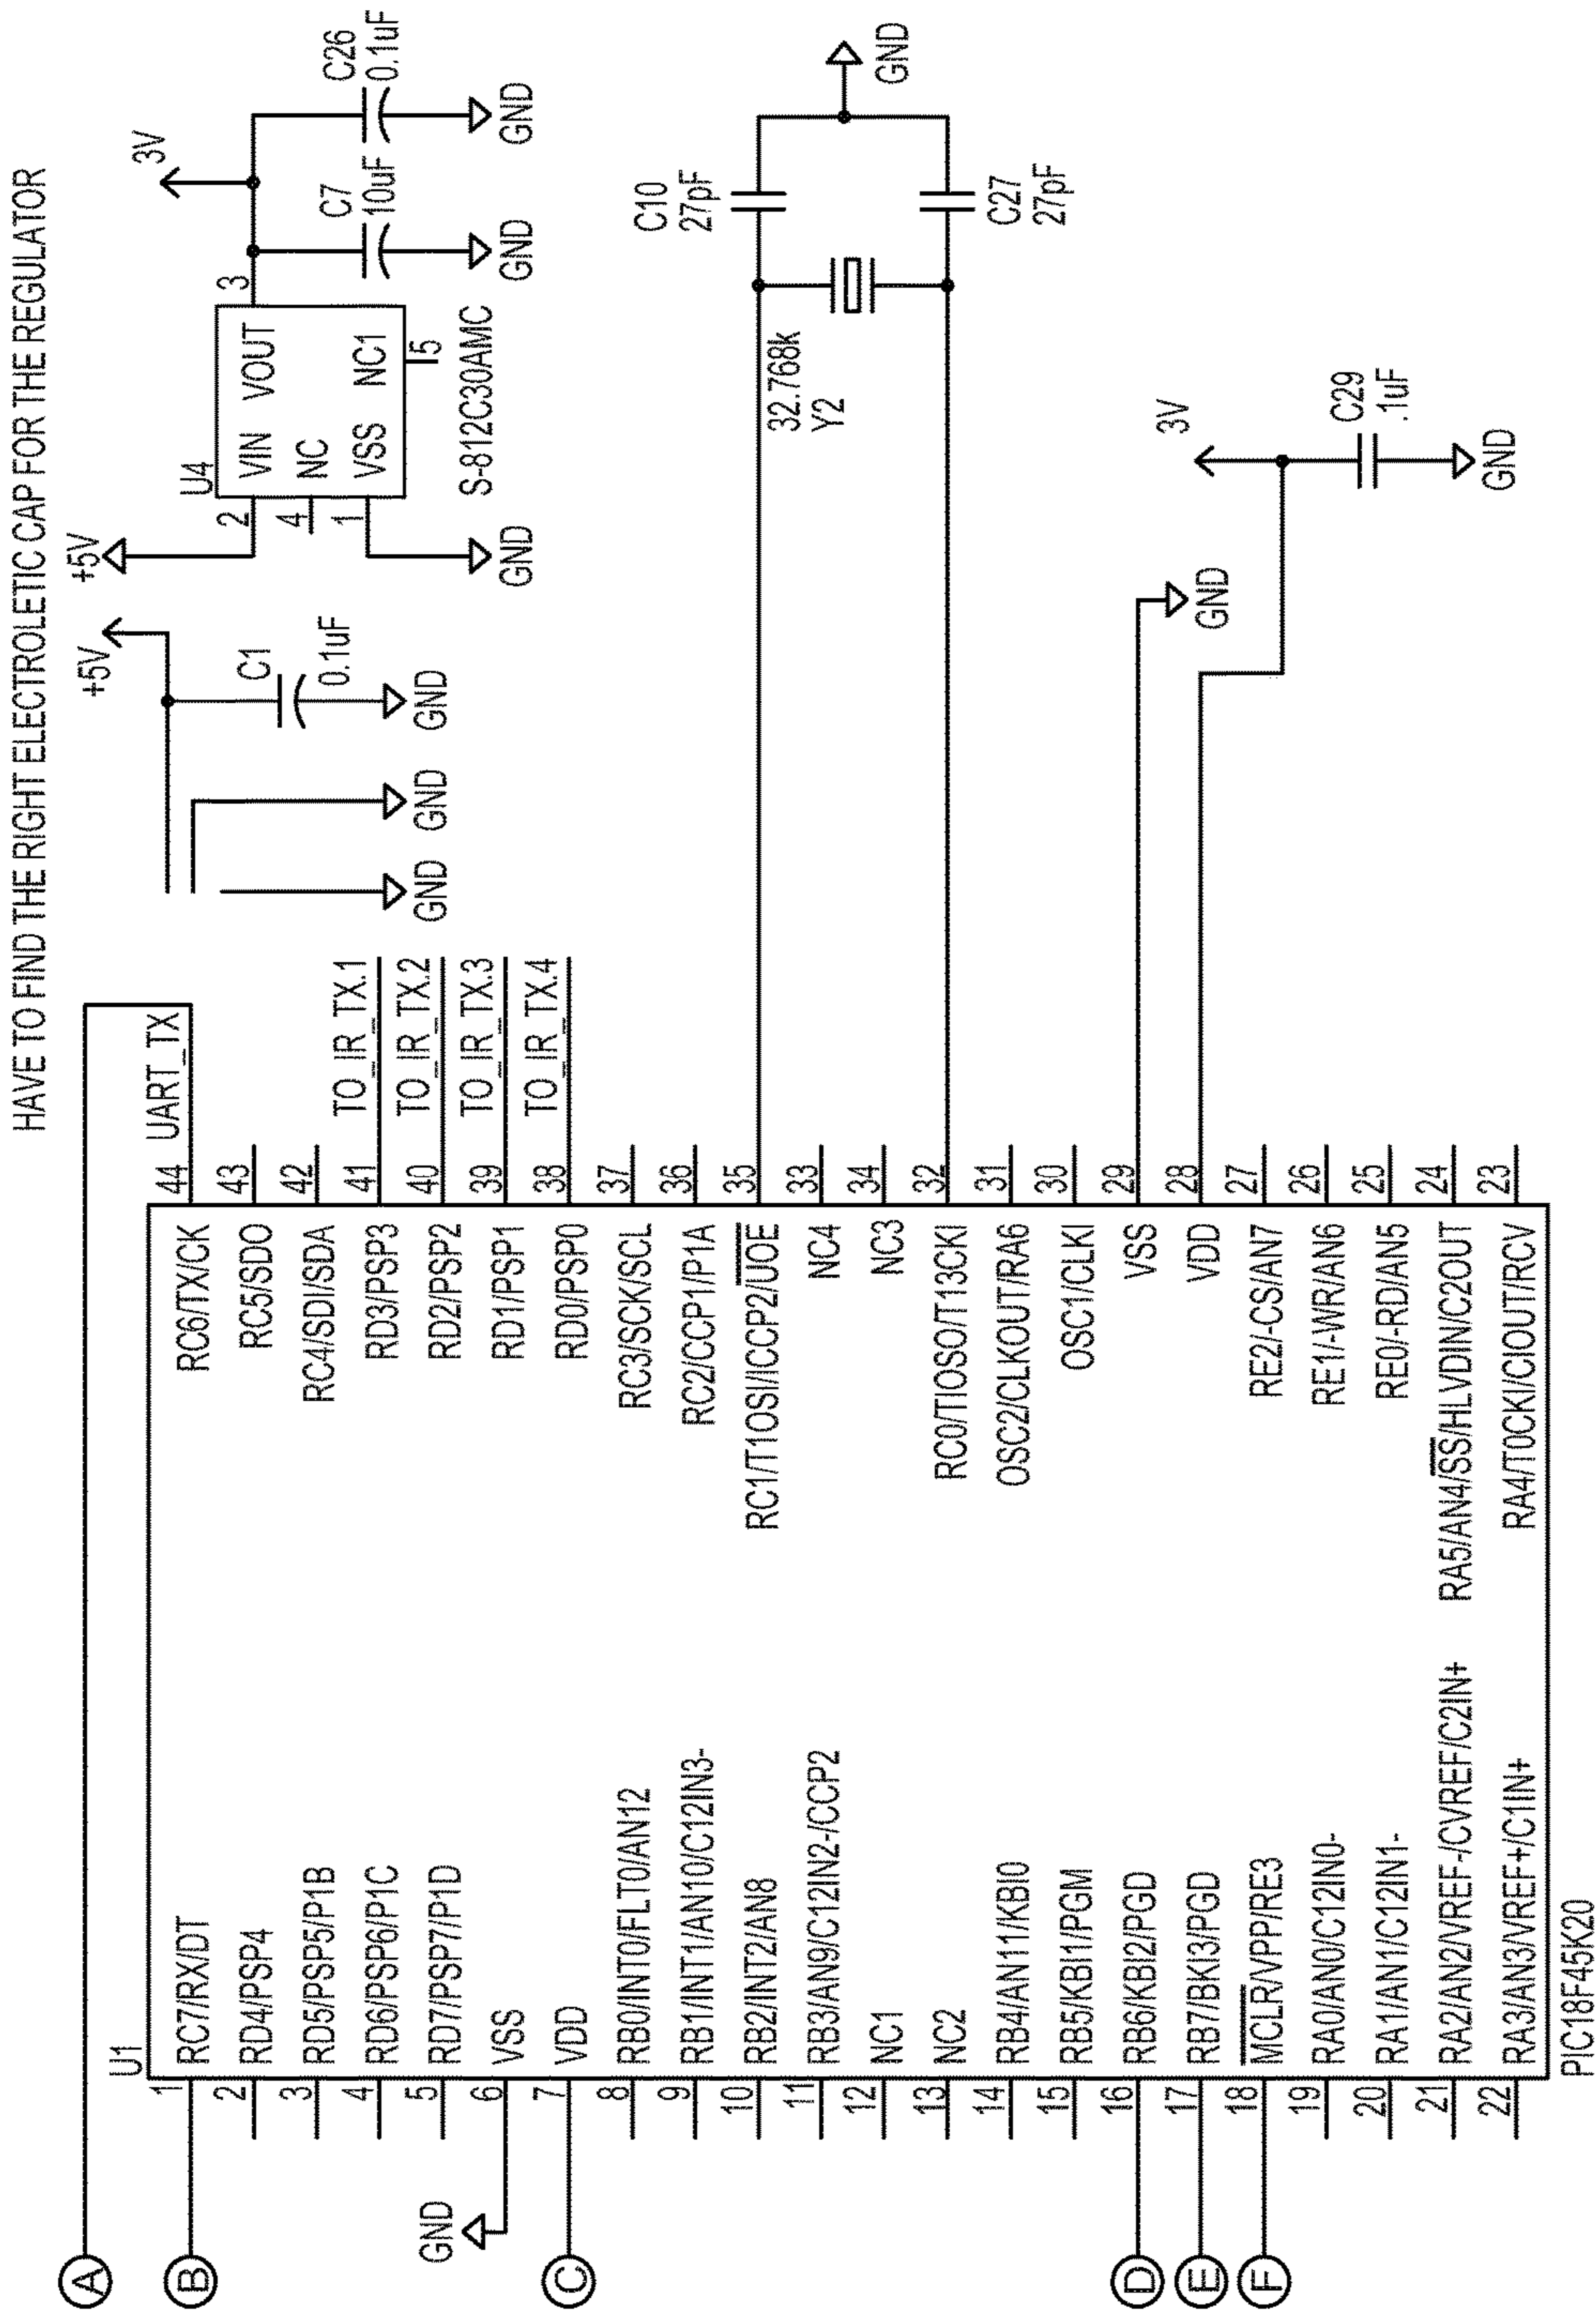 HAVE TO FIND THE RIGHT ELECTROLETIC CAP FOR THE REGULATOR
+5V
+5V
3V
C1
0.1uF
GND
GND
GND
U4
2
4
1
VIN
NC
VSS
VOUT
NC1
3
5
S-812C30AMC
GND
C7
10uF
GND
C26
0.1uF
GND
A
B
GND
C
D
E
F
U1
1
RC7/RX/DT
2
RD4/PSP4
3
RD5/PSP5/P1B
4
RD6/PSP6/P1C
5
RD7/PSP7/P1D
6
VSS
7
VDD
8
RB0/INT0/FLT0/AN12
9
RB1/INT1/AN10/C12IN3-
10
RB2/INT2/AN8
11
RB3/AN9/C12IN2-/CCP2
12
NC1
13
NC2
14
RB4/AN11/KBI0
15
RB5/KBI1/PGM
16
RB6/KBI2/PGD
17
RB7/BKI3/PGD
18
MCLR/VPP/RE3
19
RA0/AN0/C12IN0-
20
RA1/AN1/C12IN1-
21
RA2/AN2/VREF-/CVREF/C2IN+
22
RA3/AN3/VREF+/C1IN+
RC6/TX/CK
44
UART_TX
RC5/SDO
43
RC4/SDI/SDA
42
RD3/PSP3
41
TO_IR_TX.1
RD2/PSP2
40
TO_IR_TX.2
RD1/PSP1
39
TO_IR_TX.3
RD0/PSP0
38
TO_IR_TX.4
RC3/SCK/SCL
37
RC2/CCP1/P1A
36
RC1/T1OSI/ICCP2/UOE
35
NC4
33
NC3
34
RC0/TIOSO/T13CKI
32
OSC2/CLKOUT/RA6
31
OSC1/CLKI
30
VSS
29
VDD
28
RE2/-CS/AN7
27
RE1/-WR/AN6
26
RE0/-RD/AN5
25
RA5/AN4/SS/HLVDIN/C2OUT
24
RA4/T0CKI/CIOUT/RCV
23
PIC18F45K20
32.768k
Y2
C10
27pF
C27
27pF
GND
GND
3V
C29
.1uF
GND